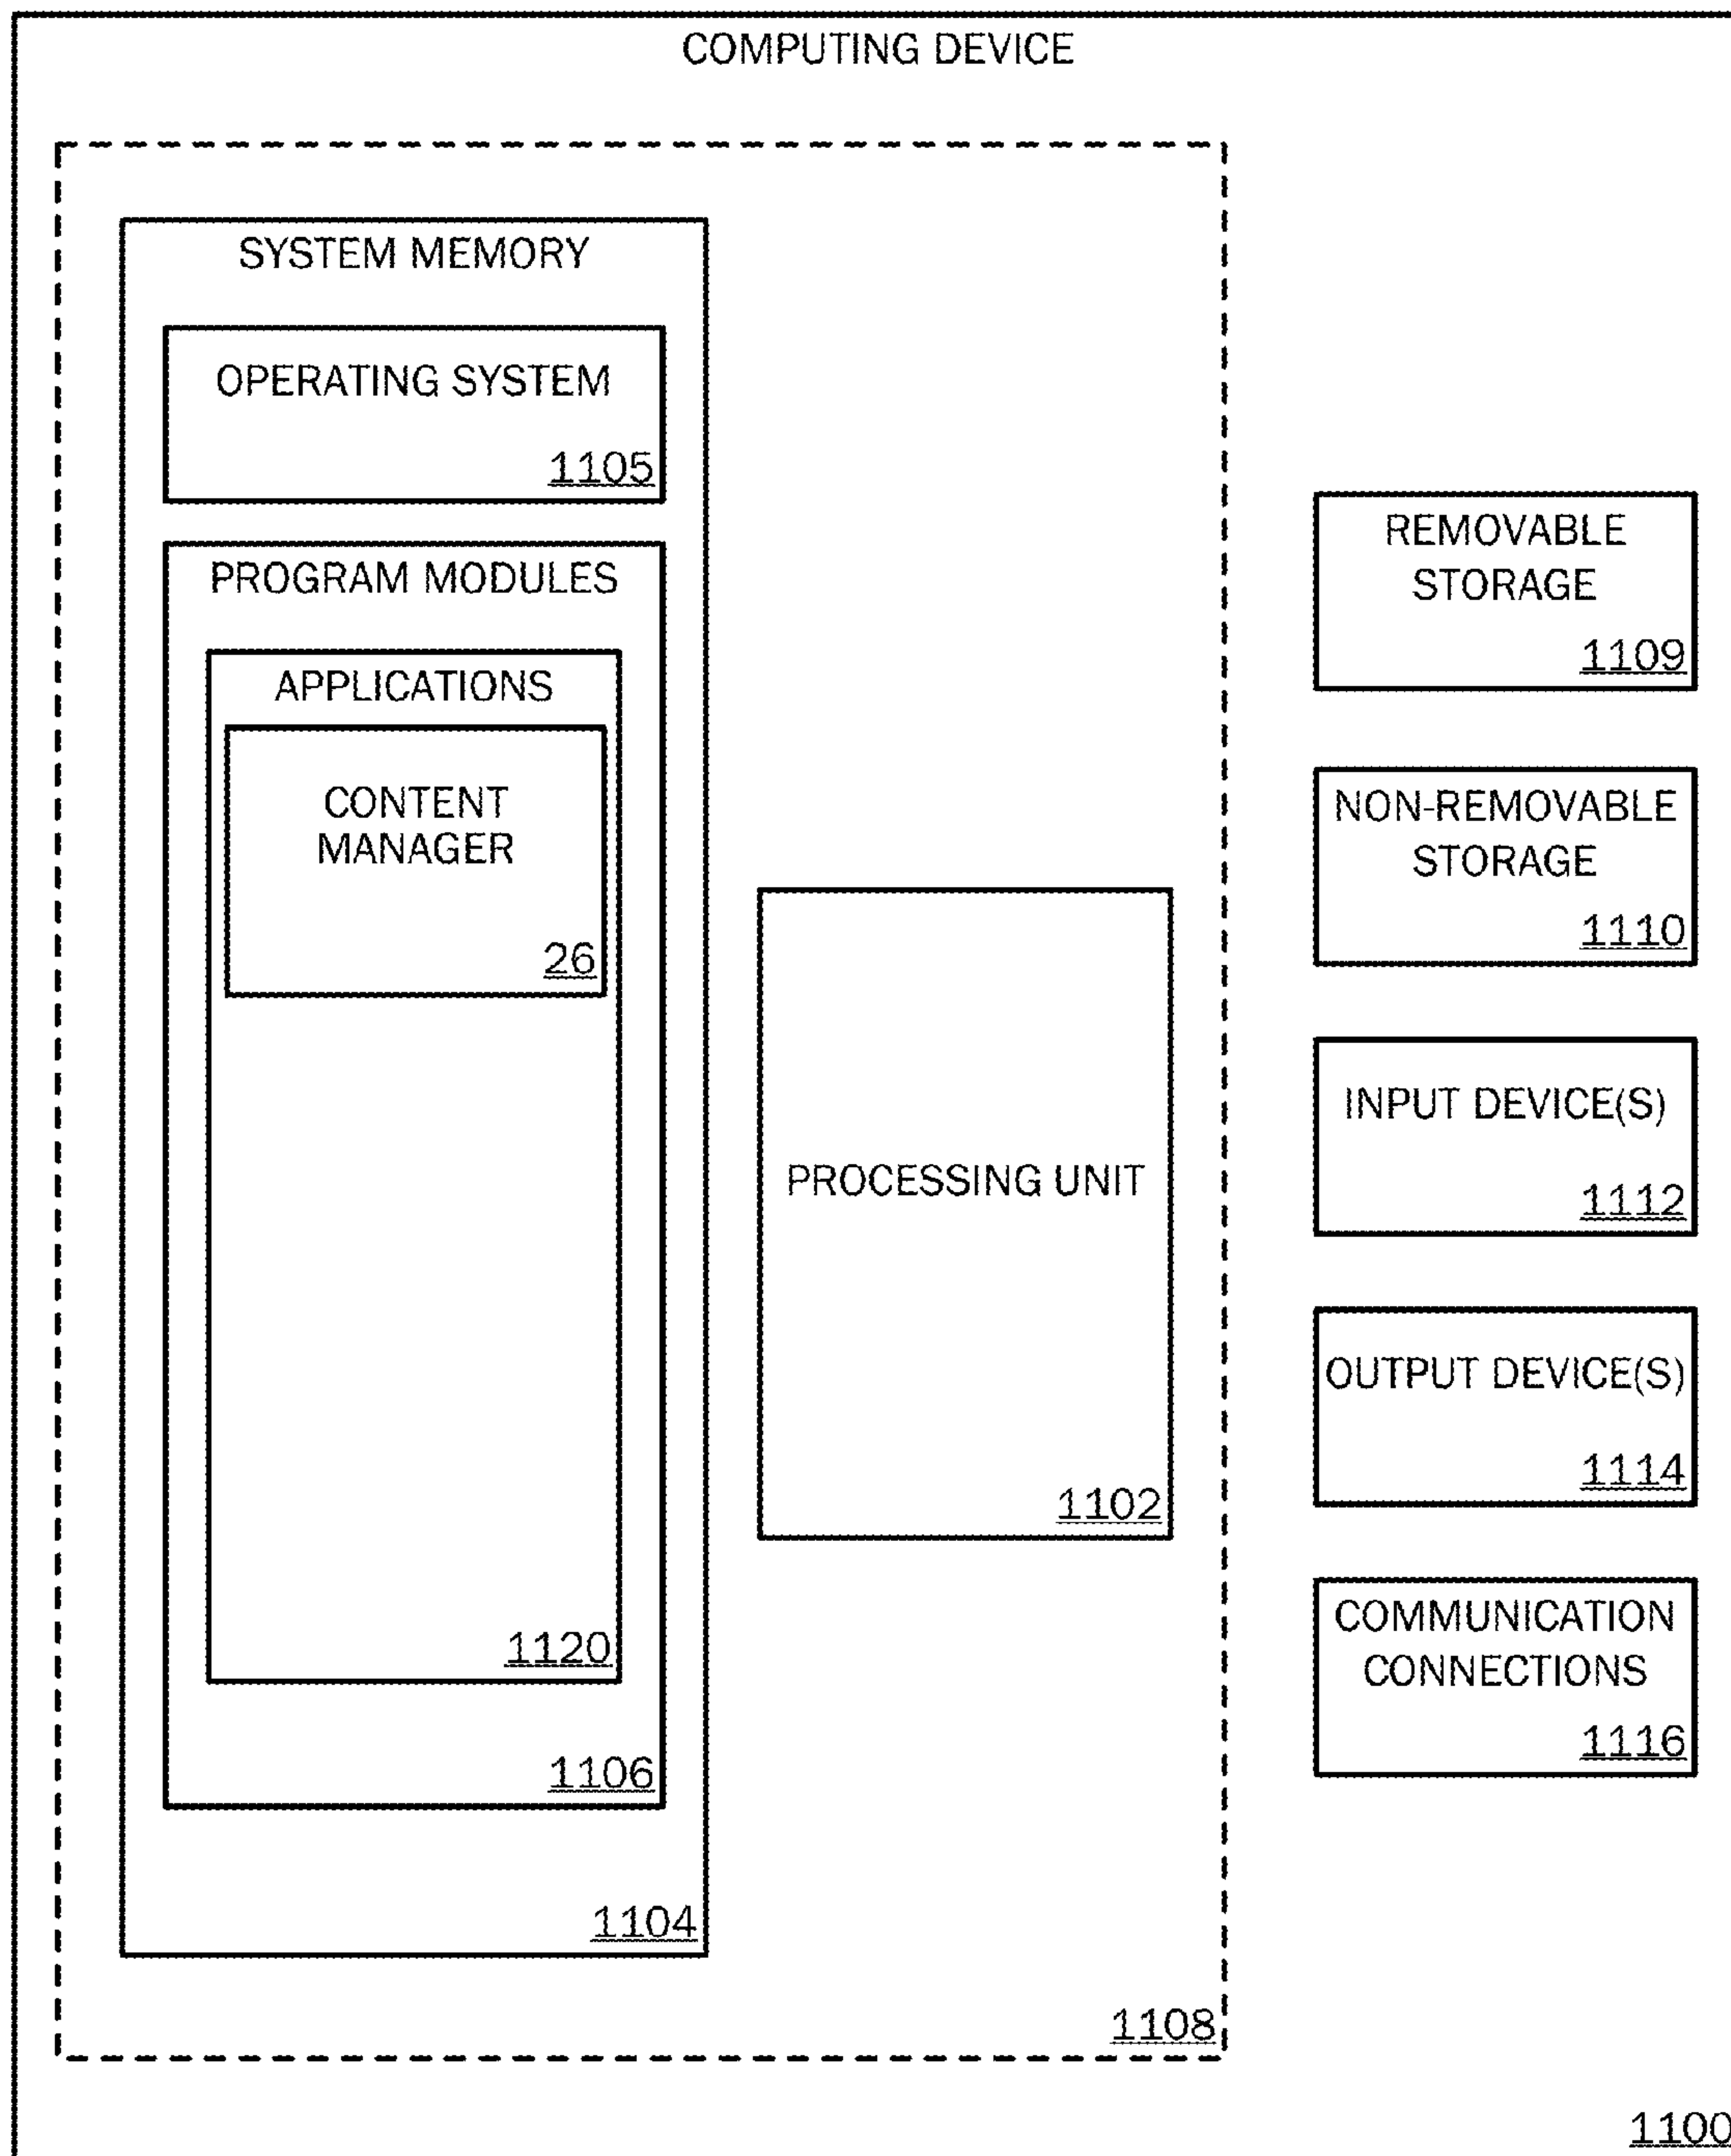 COMPUTING DEVICE
SYSTEM MEMORY
OPERATING SYSTEM
1105
PROGRAM MODULES
APPLICATIONS
CONTENT
MANAGER
26
1120
1106
1104
PROCESSING UNIT
1102
1108
REMOVABLE
STORAGE
1109
NON-REMOVABLE
STORAGE
1110
INPUT DEVICE(S)
1112
OUTPUT DEVICE(S)
1114
COMMUNICATION
CONNECTIONS
1116
1100